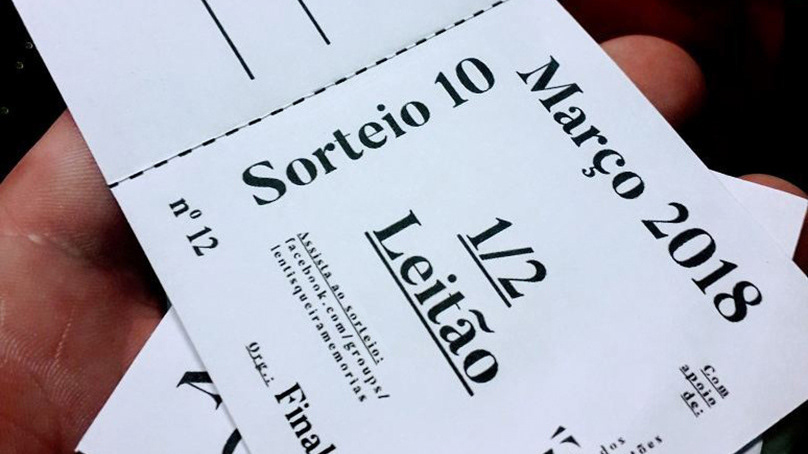 Sorteio 10
Março 2018
nº 12
1/2
Leitão
Assista ao sorteio:
facebook.com/groups/
lentisqueiramemorias
Org.:
Final
Com
apoio
de: